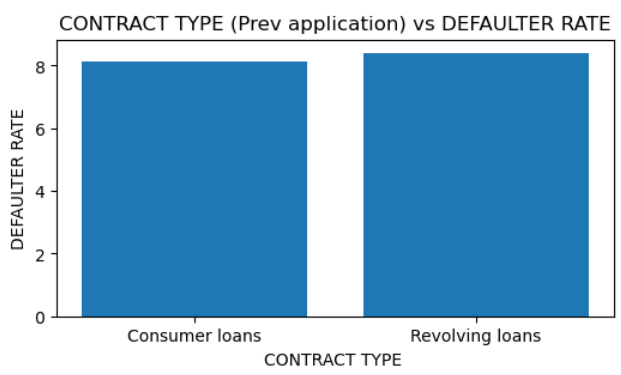 CONTRACT TYPE (Prev application) vs DEFAULTER RATE
8
6
4
2
0
DEFAULTER RATE
Consumer loans
Revolving loans
CONTRACT TYPE